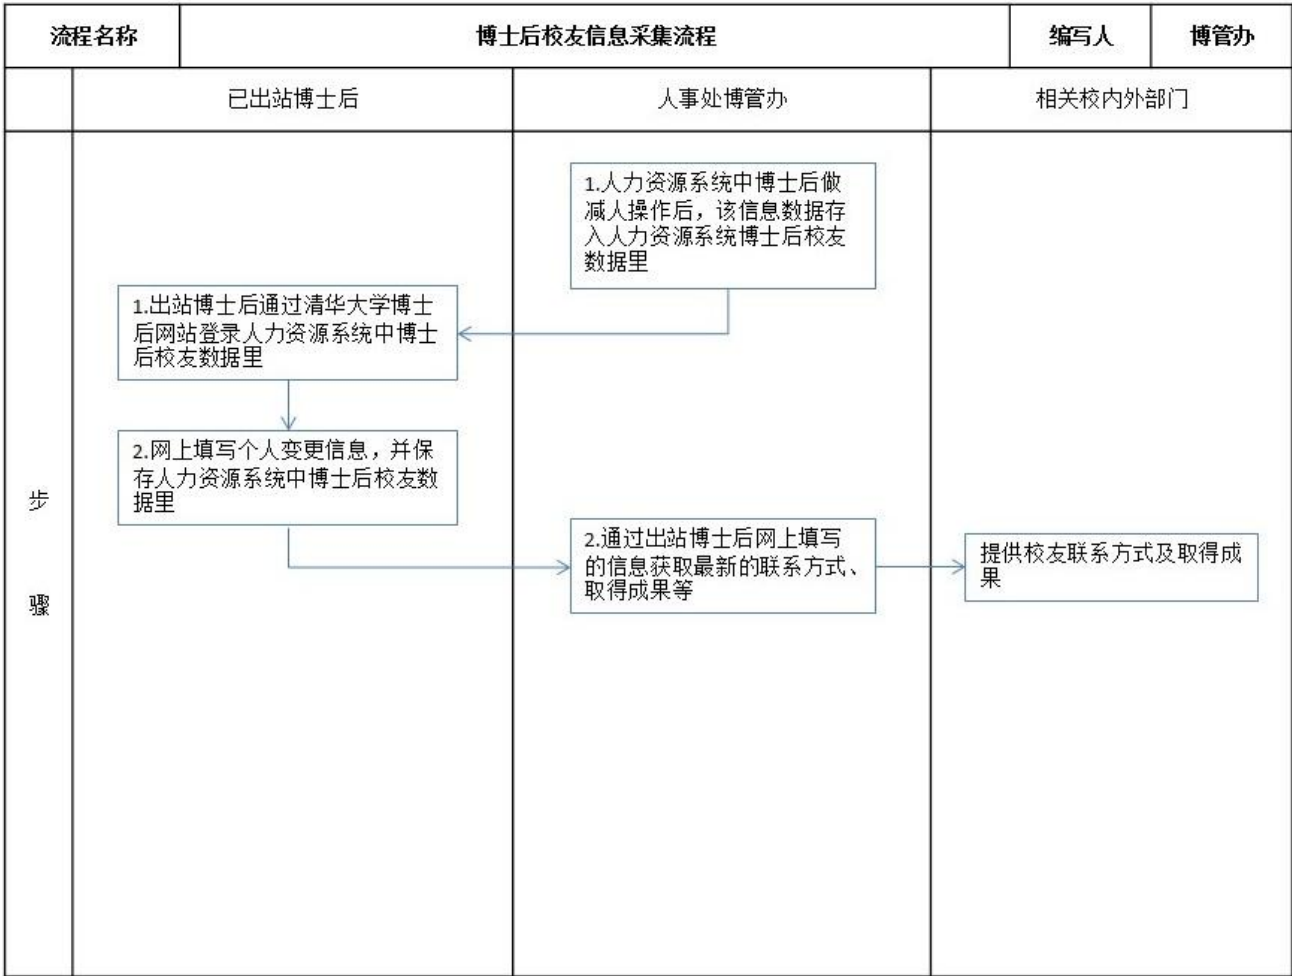 流程名称
博士后校友信息采集流程
编写人
博管办
已出站博士后
人事处博管办
相关校内外部门
步
骤
1.人力资源系统中博士后做
减人操作后，该信息数据存
入人力资源系统博士后校友
数据里
1.出站博士后通过清华大学博士
后网站登录人力资源系统中博士
后校友数据里
2.网上填写个人变更信息，并保
存人力资源系统中博士后校友数
据里
2.通过出站博士后网上填写
的信息获取最新的联系方式、
取得成果等
提供校友联系方式及取得成
果